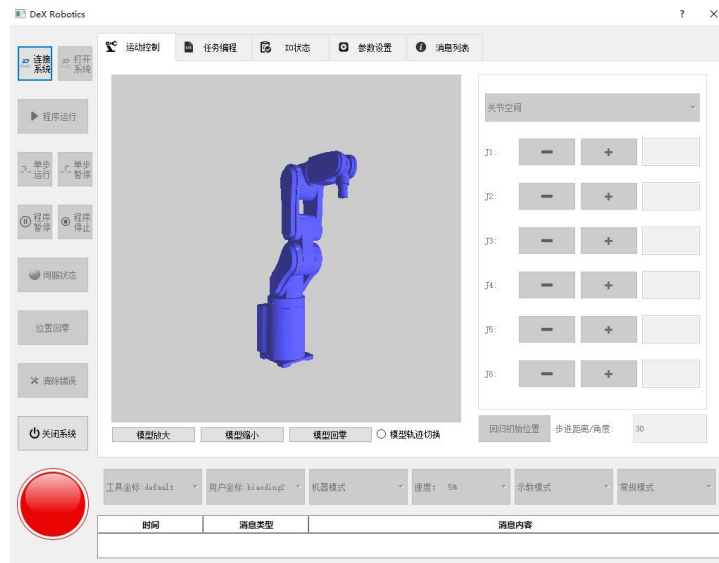 DeX Robotics
运动控制 任务编程 IO状态 参数设置 消息列表
连接系统 打开系统
程序运行
单步运行 单步暂停
程序暂停 程序停止
伺服状态
位置回零
清除错误
关闭系统
关节空间
J1:
J2:
J3:
J4:
J5:
J6:
回归初始位置 步进距离/角度: 30
模型放大 模型缩小 模型回零 模型轨迹切换
工具坐标:default 用户坐标:biaoding2 机器模式 速度: 5% 示教模式 常规模式
时间 消息类型 消息内容